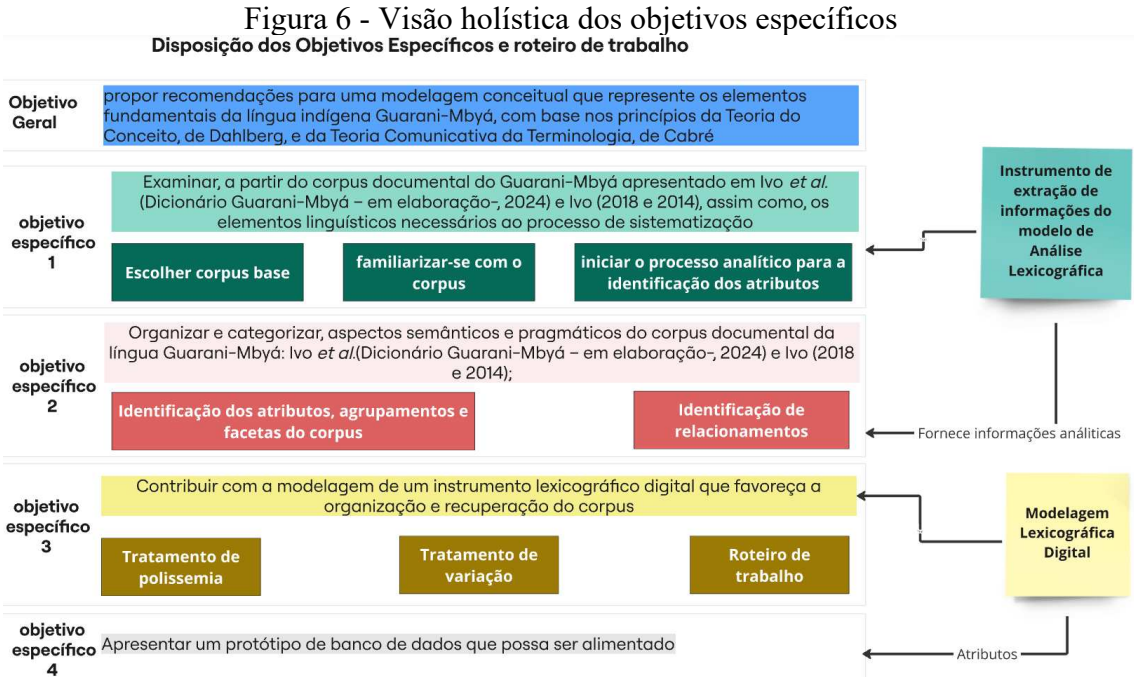 Figura 6 - Visão holística dos objetivos específicos
Disposição dos Objetivos Específicos e roteiro de trabalho
Objetivo
Geral
propor recomendações para uma modelagem conceitual que represente os elementos
fundamentais da língua indígena Guarani-Mbyá, com base nos princípios da Teoria do
Conceito, de Dahlberg, e da Teoria Comunicativa da Terminologia, de Cabré
objetivo
específico
1
Examinar, a partir do corpus documental do Guarani-Mbyá apresentado em Ivo et al.
(Dicionário Guarani-Mbyá – em elaboração-, 2024) e Ivo (2018 e 2014), assim como, os
elementos linguísticos necessários ao processo de sistematização
Escolher corpus base
familiarizar-se com o
corpus
iniciar o processo analítico para a
identificação dos atributos
Instrumento de
extração de
informações do
modelo de
Análise
Lexicográfica
objetivo
específico
2
Organizar e categorizar, aspectos semânticos e pragmáticos do corpus documental da
língua Guarani-Mbyá: Ivo et al.(Dicionário Guarani-Mbyá – em elaboração-, 2024) e Ivo (2018
e 2014);
Identificação dos atributos, agrupamentos e
facetas do corpus
Identificação de
relacionamentos
Fornece informações análiticas
objetivo
específico
3
Contribuir com a modelagem de um instrumento lexicográfico digital que favoreça a
organização e recuperação do corpus
Tratamento de
polissemia
Tratamento de
variação
Roteiro de
trabalho
Modelagem
Lexicográfica
Digital
objetivo
específico
4
Apresentar um protótipo de banco de dados que possa ser alimentado
Atributos